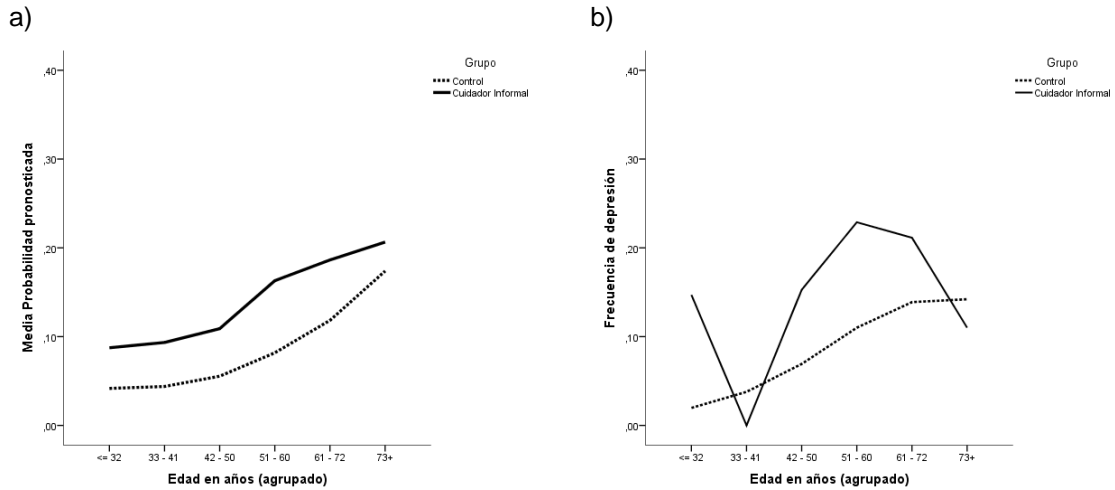 a)
Grupo
Control
Cuidador Informal
,40
,30
,20
,10
,00
Media Probabilidad pronosticada
<= 32
33 - 41
42 - 50
51 - 60
61 - 72
73+
Edad en años (agrupado)
b)
Grupo
Control
Cuidador Informal
,40
,30
,20
,10
,00
Frecuencia de depresión
<= 32
33 - 41
42 - 50
51 - 60
61 - 72
73+
Edad en años (agrupado)